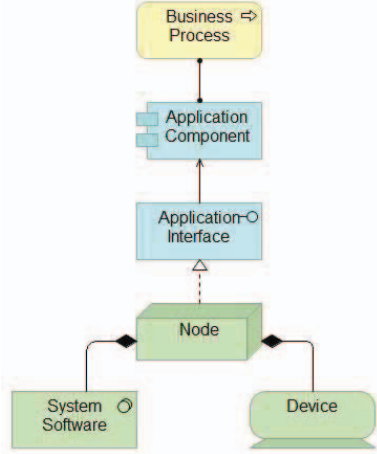 Business
Process
Application
Component
Application
Interface
Node
System
Software
Device